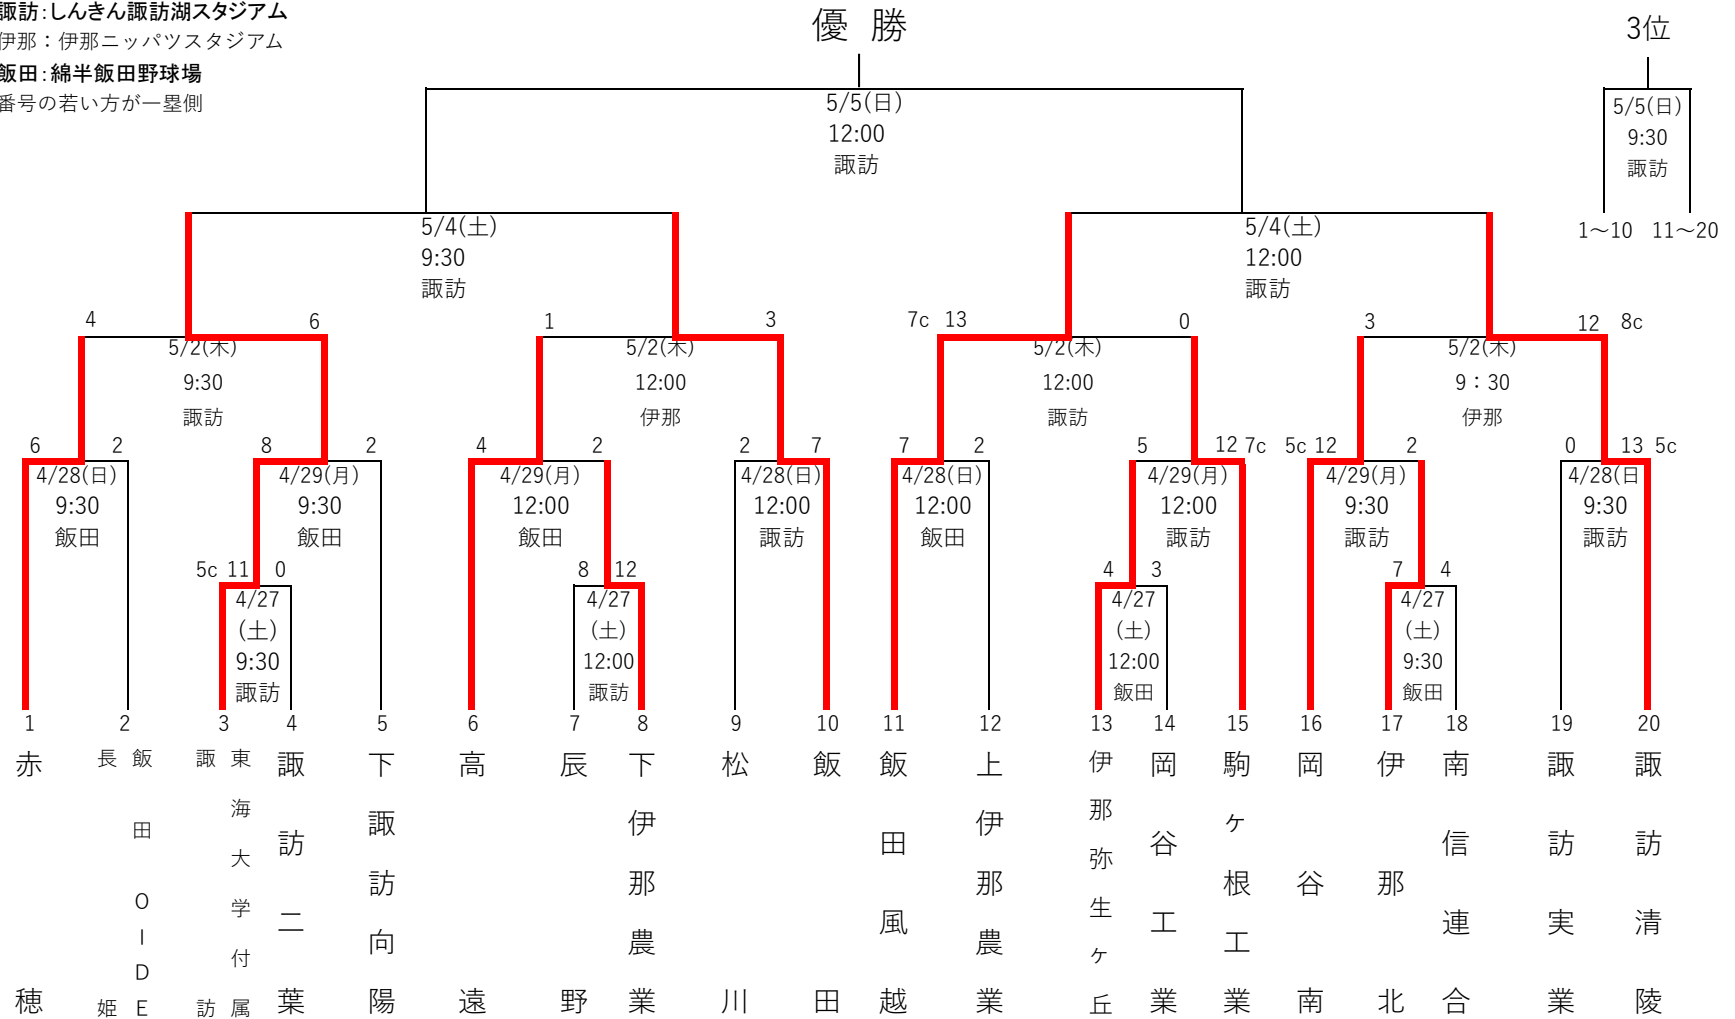 諏訪：しんきん諏訪湖スタジアム
伊那：伊那ニッパツスタジアム
飯田：綿半飯田野球場
番号の若い方が一塁側
優 勝
3位
5/5(日)
12:00
諏訪
5/5(日)
9:30
諏訪
1～10 11～20
5/4(土)
9:30
諏訪
5/4(土)
12:00
諏訪
4 6 1 3 7c 13 0 3 12 8c
5/2(木)
9:30
諏訪
5/2(木)
12:00
伊那
5/2(木)
12:00
諏訪
5/2(木)
9：30
伊那
6 2 8 2 4 2 2 7 7 2 5 12 7c 5c 12 2 0 13 5c
4/28(日)
9:30
飯田
4/29(月)
9:30
飯田
4/29(月)
12:00
飯田
4/28(日)
12:00
諏訪
4/28(日)
12:00
飯田
4/29(月)
12:00
諏訪
4/29(月)
9:30
諏訪
4/28(日
9:30
諏訪
5c 11 0 8 12 4 3 7 4
4/27
(土)
9:30
諏訪
4/27
(土)
12:00
諏訪
4/27
(土)
12:00
飯田
4/27
(土)
9:30
飯田
1 2 3 4 5 6 7 8 9 10 11 12 13 14 15 16 17 18 19 20
赤穂
飯田OIDE
長姫
東海大学付属
諏訪
諏訪二葉
下諏訪向陽
高遠
辰野
下伊那農業
松川
飯田
飯田風越
上伊那農業
伊那弥生ヶ丘
岡谷工業
駒ヶ根工業
岡谷南
伊那北
南信連合
諏訪実業
諏訪清陵